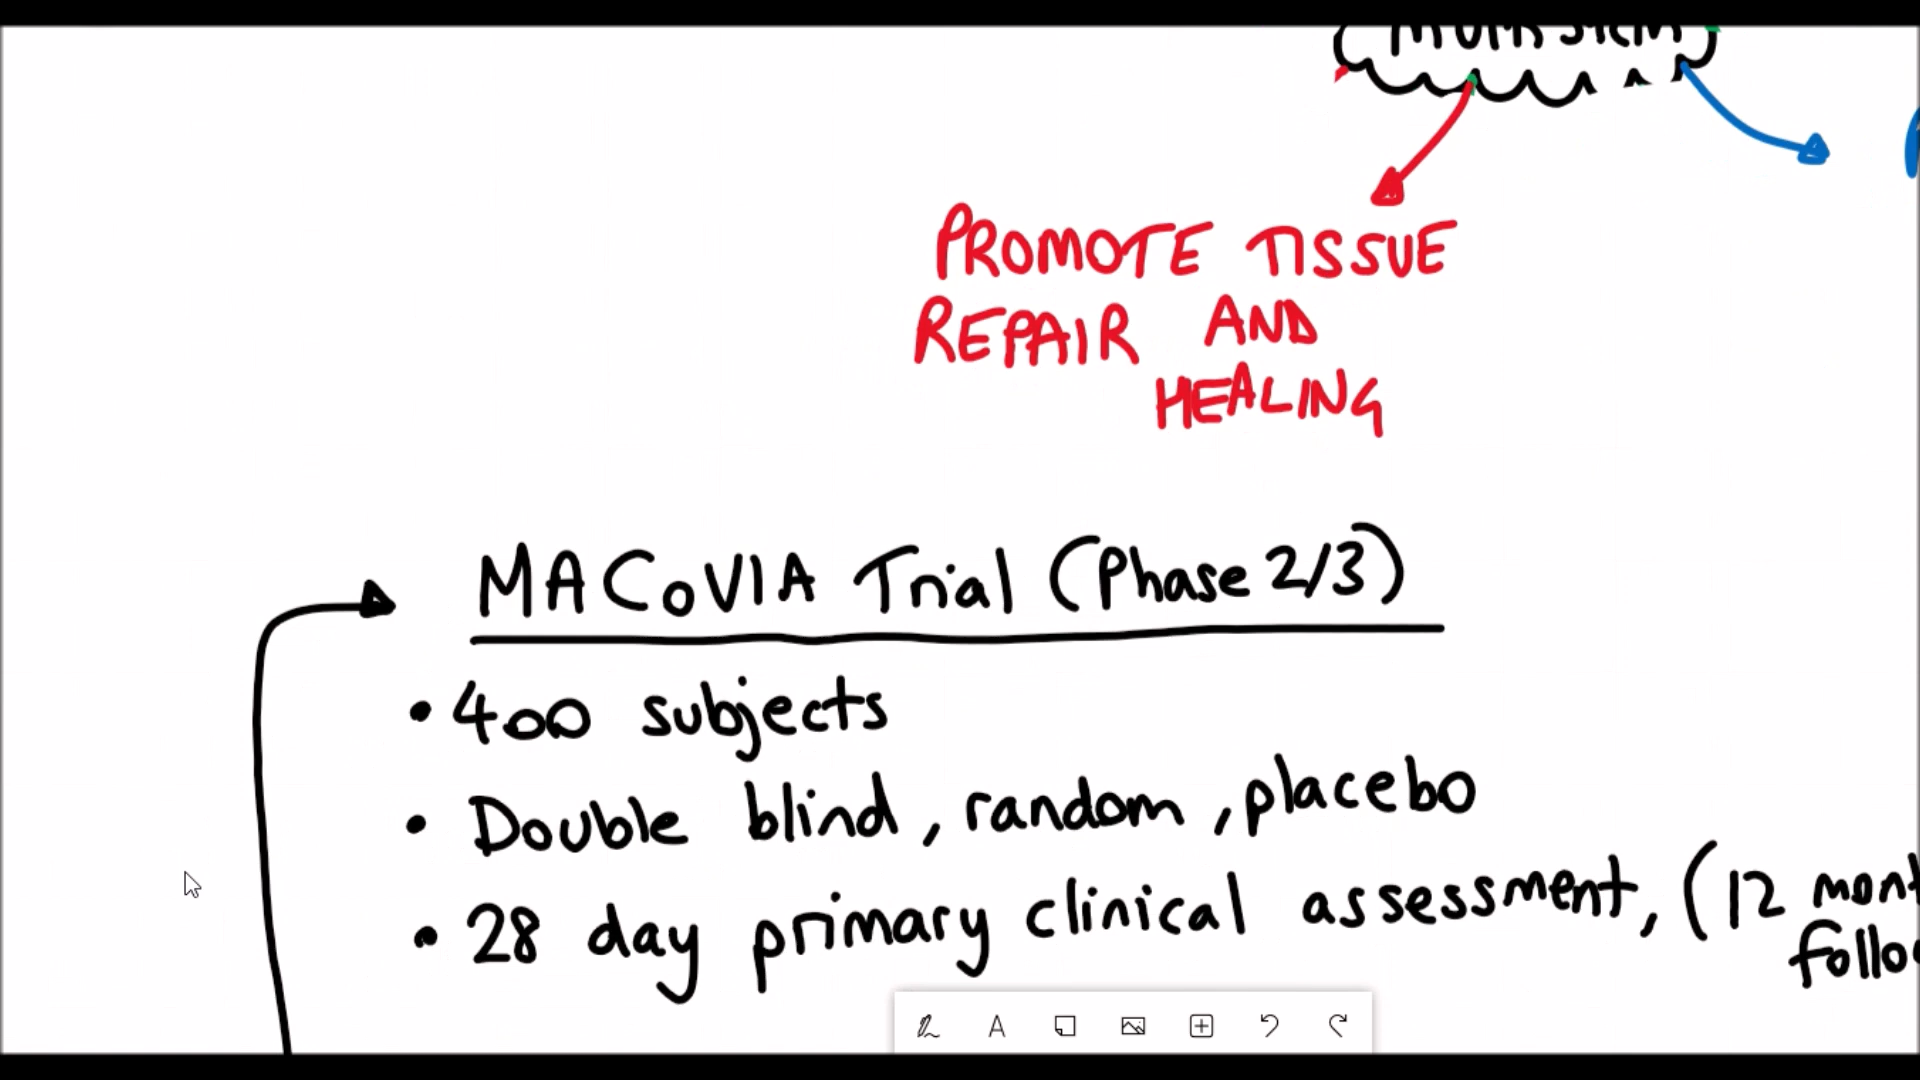 PROMOTE TISSUE
REPAIR AND
HEALING
MACOVIA Trial (Phase 2/3)
• 400 subjects
• Double blind, random, placebo
• 28 day primary clinical assessment, (12